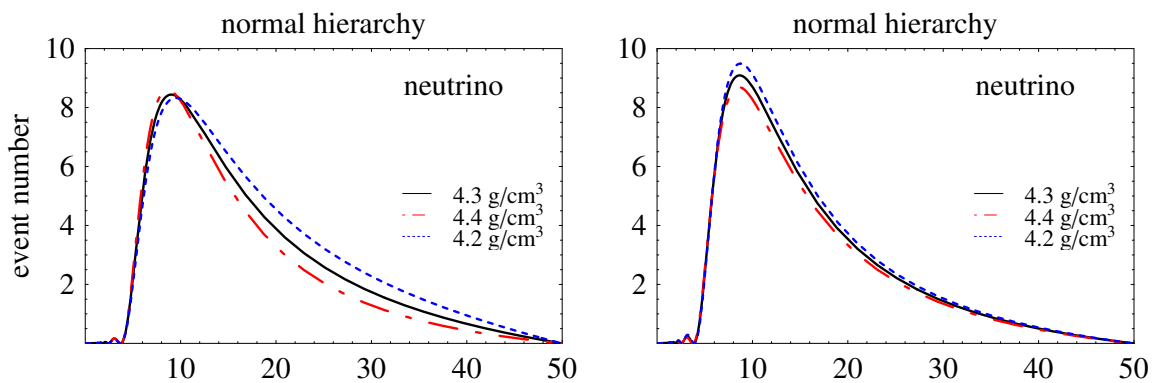 normal hierarchy
10
8
6
4
2
event number
neutrino
4.3 g/cm³
4.4 g/cm³
4.2 g/cm³
10 20 30 40 50
normal hierarchy
10
8
6
4
2
neutrino
4.3 g/cm³
4.4 g/cm³
4.2 g/cm³
10 20 30 40 50